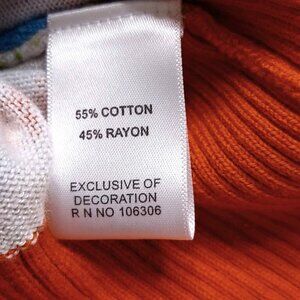 55% COTTON
45% RAYON
EXCLUSIVE OF
DECORATION
R N NO 106306